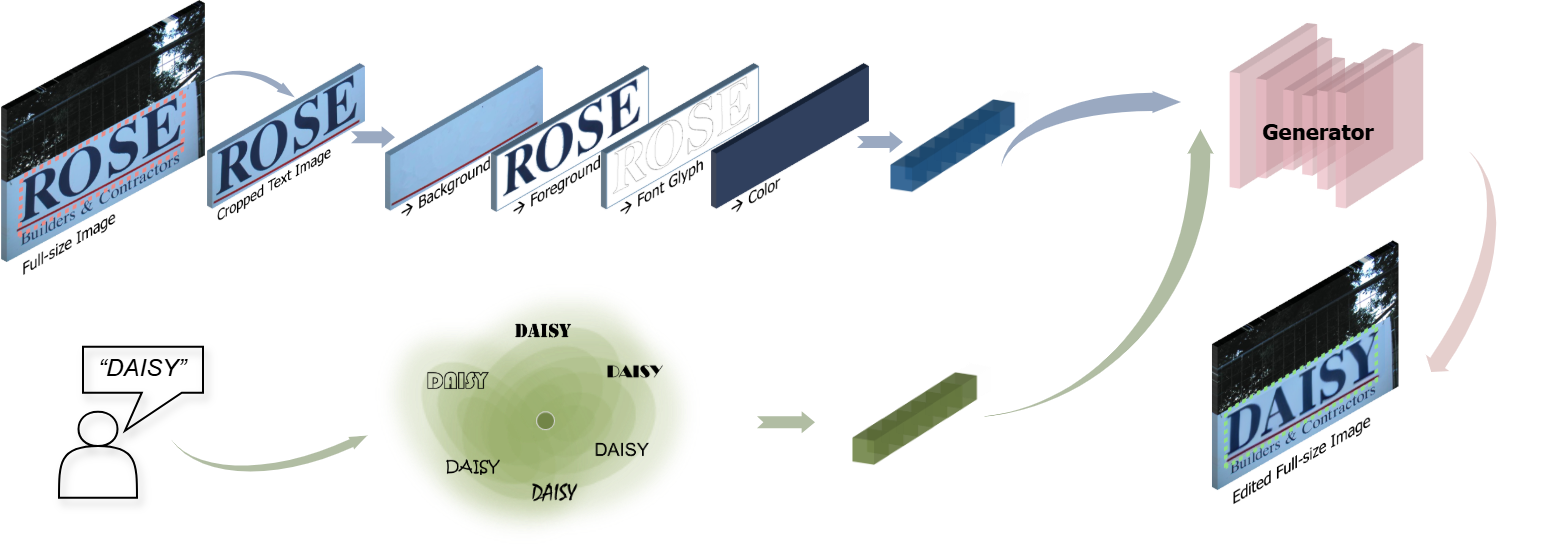 ROSE
Builders & Contractors
Full-size Image
ROSE
Cropped Text Image
→ Background
ROSE
→ Foreground
ROSE
→ Font Glyph
→ Color
Generator
“DAISY”
DAISY
DAISY
DAISY
DAISY
DAISY
DAISY
DAISY
Builders & Contractors
Edited Full-size Image